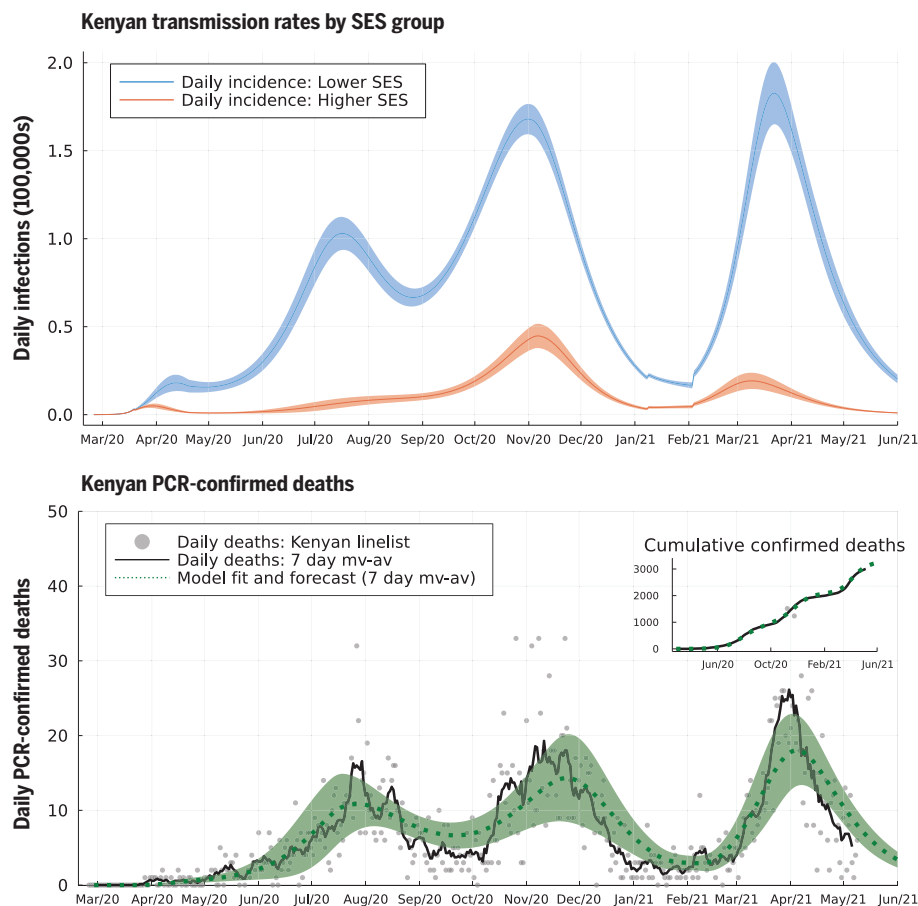 Kenyan transmission rates by SES group
Daily infections (100,000s)
2.0
1.5
1.0
0.5
0.0
Daily incidence: Lower SES
Daily incidence: Higher SES
Mar/20 Apr/20 May/20 Jun/20 Jul/20 Aug/20 Sep/20 Oct/20 Nov/20 Dec/20 Jan/21 Feb/21 Mar/21 Apr/21 May/21 Jun/21
Kenyan PCR-confirmed deaths
Daily PCR-confirmed deaths
50
40
30
20
10
0
Daily deaths: Kenyan linelist
Daily deaths: 7 day mv-av
Model fit and forecast (7 day mv-av)
Cumulative confirmed deaths
3000
2000
1000
0
Jun/20 Oct/20 Feb/21 Jun/21
Mar/20 Apr/20 May/20 Jun/20 Jul/20 Aug/20 Sep/20 Oct/20 Nov/20 Dec/20 Jan/21 Feb/21 Mar/21 Apr/21 May/21 Jun/21